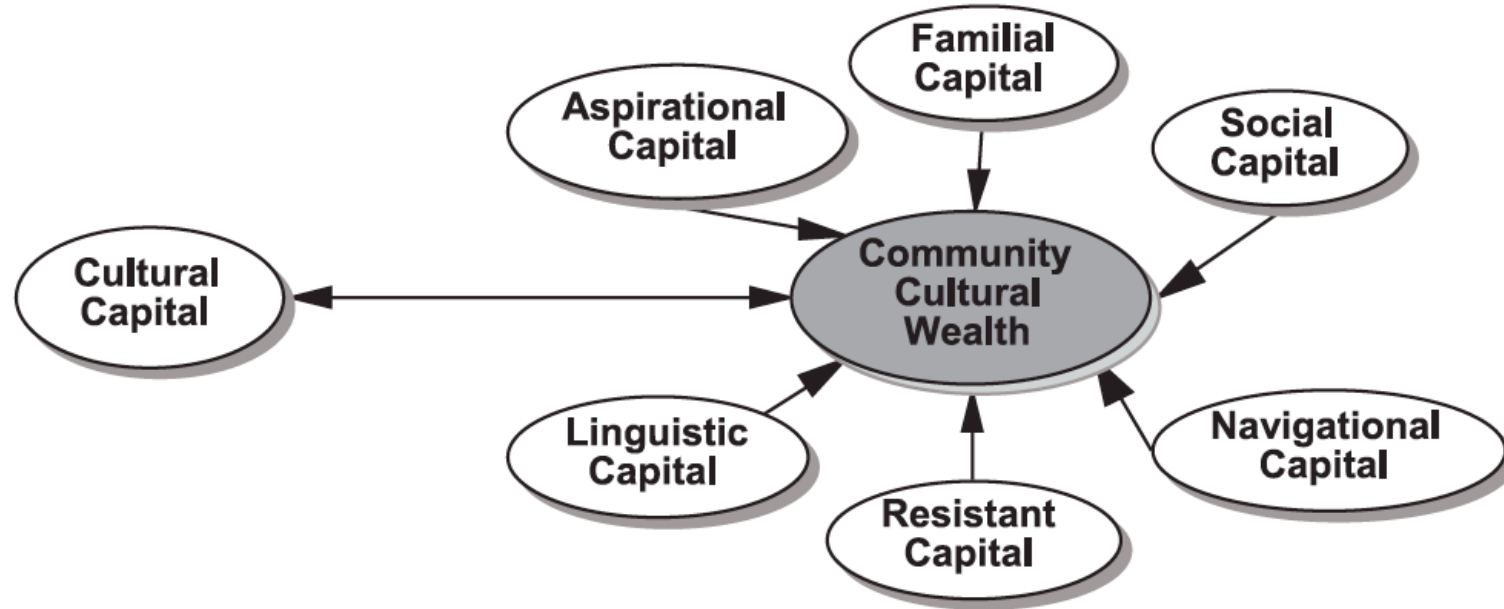 Familial
Capital
Aspirational
Capital
Social
Capital
Cultural
Capital
Community
Cultural
Wealth
Linguistic
Capital
Navigational
Capital
Resistant
Capital